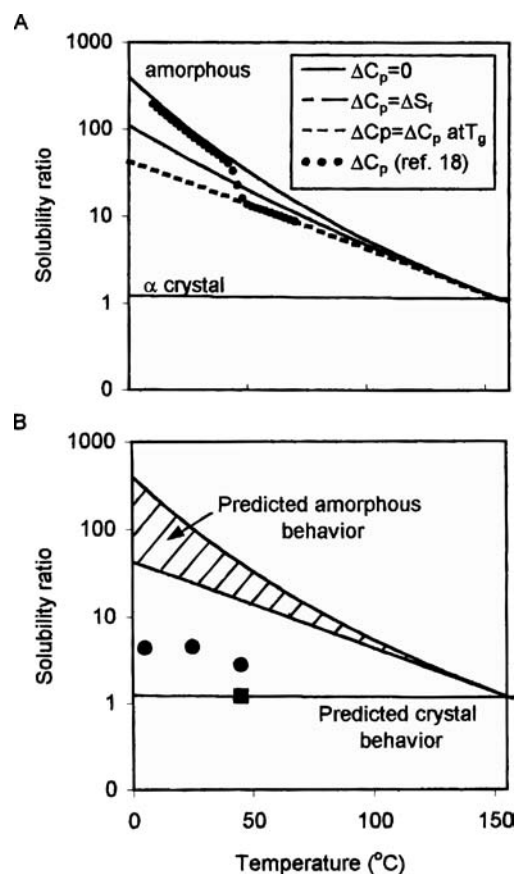 A
1000
100
10
1
0
Solubility ratio
amorphous
α crystal
ΔCp=0
ΔCp=ΔSf
ΔCp=ΔCp atTg
ΔCp (ref. 18)
B
1000
100
10
1
0
Solubility ratio
Predicted amorphous
behavior
Predicted crystal
behavior
0
50
100
150
Temperature (°C)